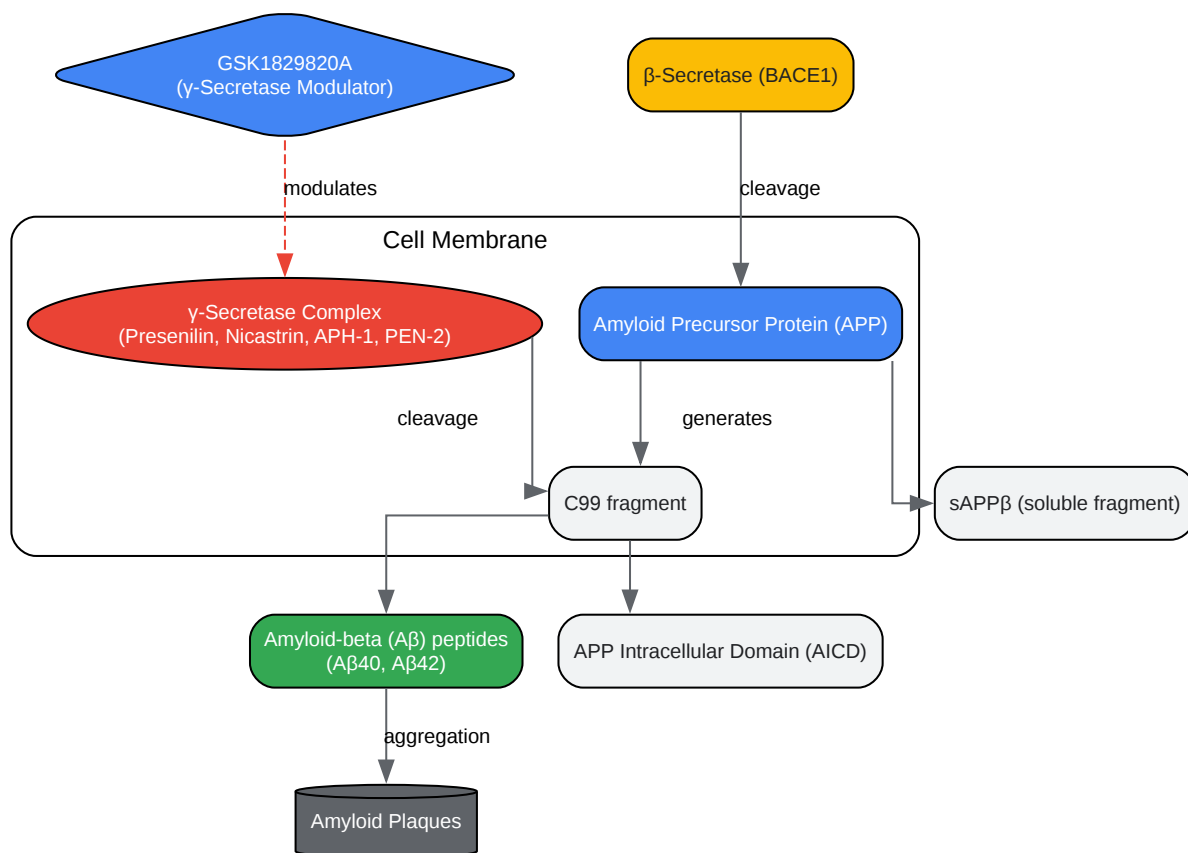 GSK1829820A
(γ-Secretase Modulator)
β-Secretase (BACE1)
modulates
cleavage
Cell Membrane
γ-Secretase Complex
(Presenilin, Nicastrin, APH-1, PEN-2)
Amyloid Precursor Protein (APP)
cleavage
generates
C99 fragment
sAPPβ (soluble fragment)
Amyloid-beta (Aβ) peptides
(Aβ40, Aβ42)
APP Intracellular Domain (AICD)
aggregation
Amyloid Plaques